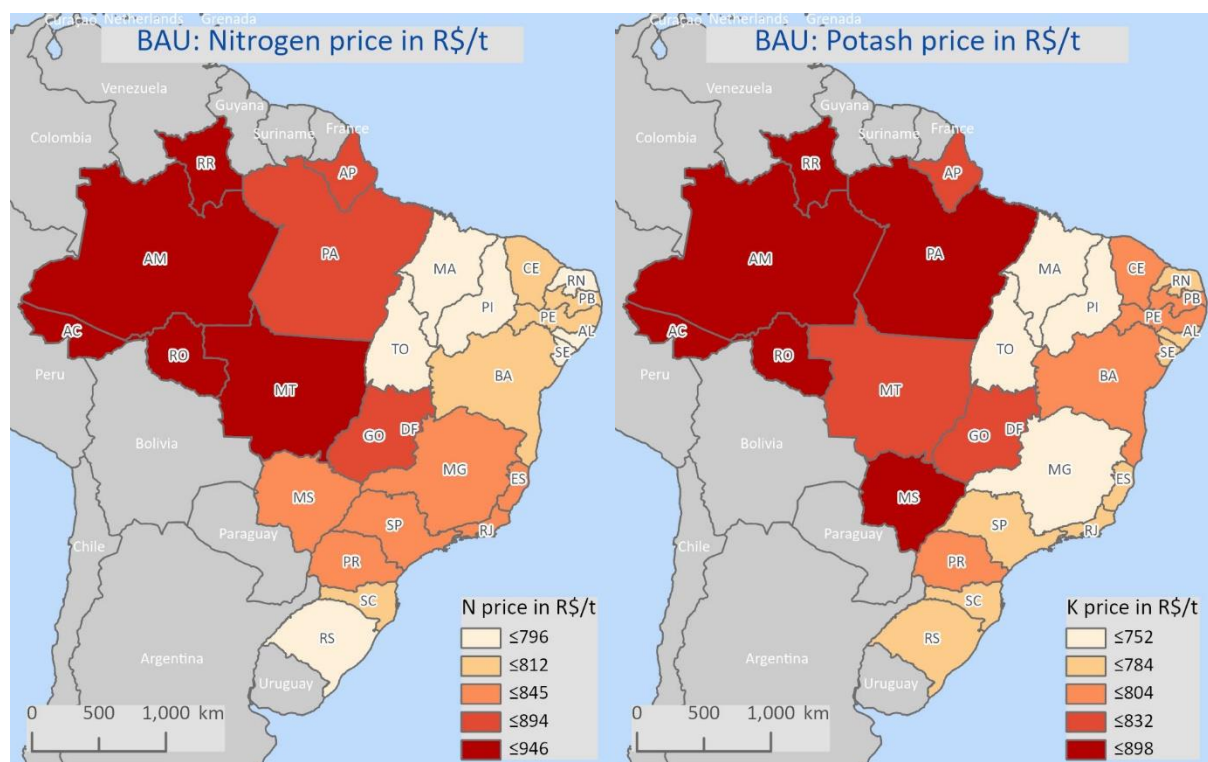 Curaçao Netherlands Grenada
BAU: Nitrogen price in R$/t
Venezuela
Guyana
Suriname
France
Colombia
RR
AP
AM
PA
MA
CE
RN
PB
PI
PE
AL
AC
SE
TO
RO
BA
Peru
MT
Bolivia
GO
DF
MG
ES
MS
SP
RJ
Paraguay
Chile
PR
SC
RS
Argentina
Uruguay
N price in R$/t
≤796
≤812
≤845
≤894
≤946
0 500 1,000 km
Curaçao Netherlands Grenada
BAU: Potash price in R$/t
Venezuela
Guyana
Suriname
France
Colombia
RR
AP
AM
PA
MA
CE
RN
PB
PI
PE
AL
AC
SE
TO
RO
BA
Peru
MT
Bolivia
GO
DF
MG
ES
MS
SP
RJ
Paraguay
Chile
PR
SC
RS
Argentina
Uruguay
K price in R$/t
≤752
≤784
≤804
≤832
≤898
0 500 1,000 km